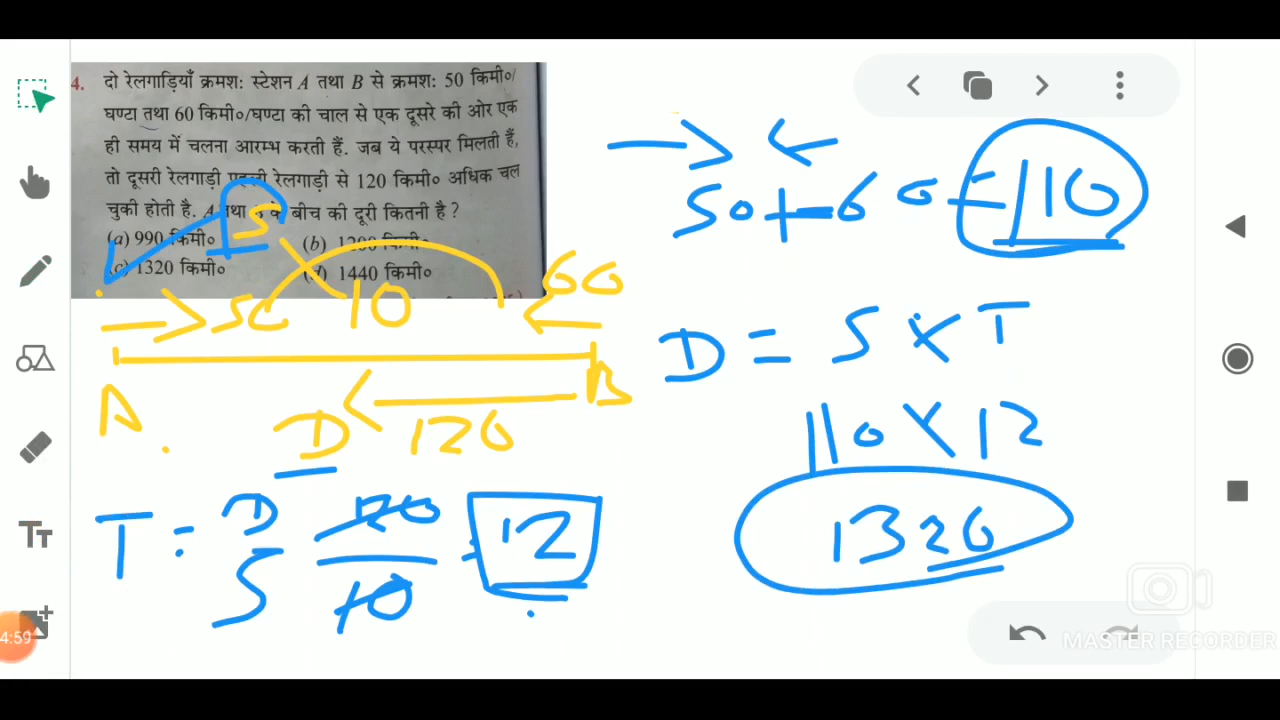 4. दो रेलगाड़ियाँ क्रमश: स्टेशन A तथा B से क्रमश: 50 किमी०/
घण्टा तथा 60 किमी०/घण्टा की चाल से एक दूसरे की ओर एक
ही समय में चलना आरम्भ करती हैं. जब ये परस्पर मिलती हैं,
तो दूसरी रेलगाड़ी पहली रेलगाड़ी से 120 किमी० अधिक चल
चुकी होती है. A तथा B के बीच की दूरी कितनी है ?
(a) 990 किमी० (b) 1200 किमी०
(c) 1320 किमी० (d) 1440 किमी०
S
50 10 60
A B
D 120
T = D/S 120/10 = 12
50 + 60 = 110
D = S × T
110 × 12
1320
TT
4:59
MASTER RECORDER